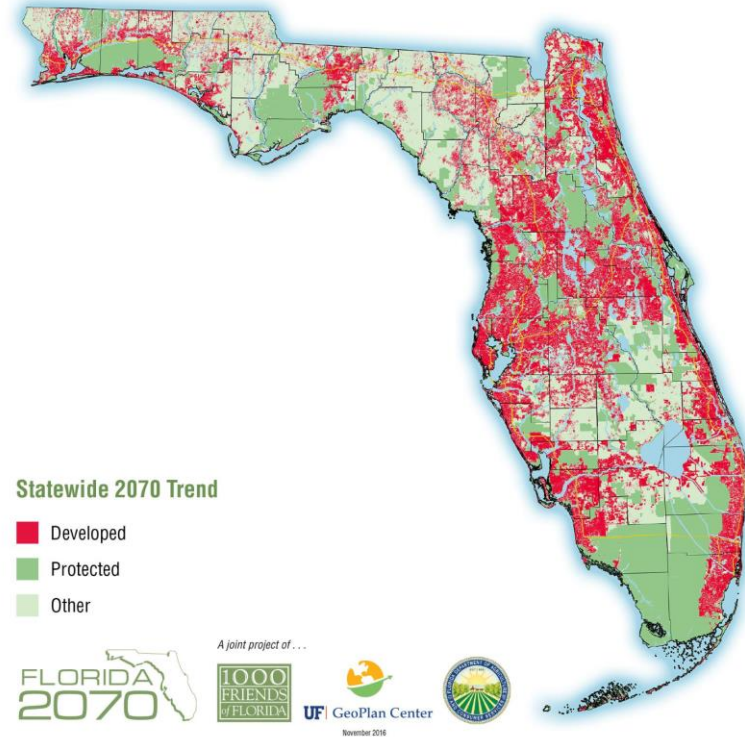 Statewide 2070 Trend
Developed
Protected
Other
FLORIDA
2070
A joint project of . . .
1000
FRIENDS
of FLORIDA
UF GeoPlan Center
November 2016